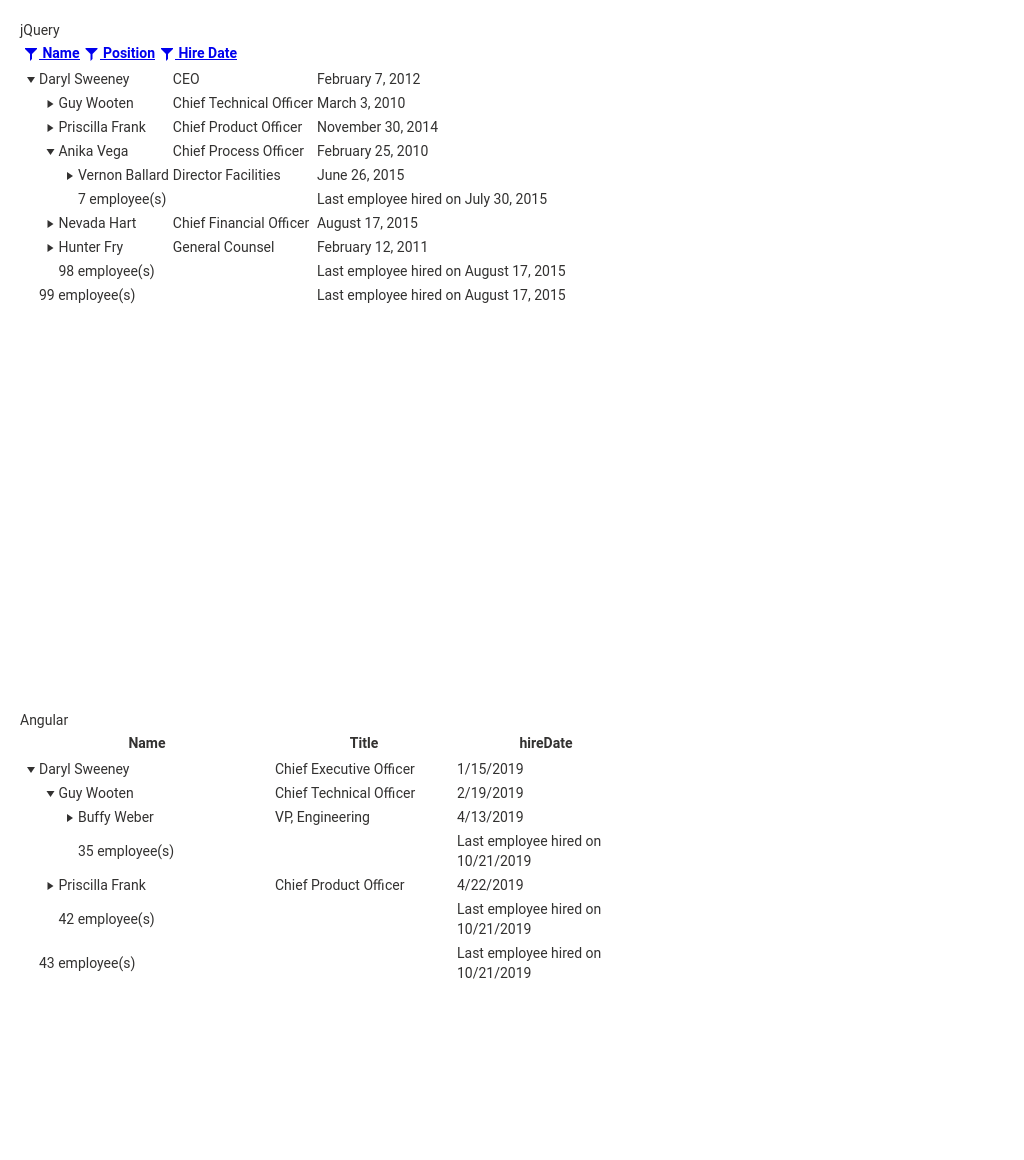 jQuery
Name Position Hire Date
Daryl Sweeney CEO February 7, 2012
Guy Wooten Chief Technical Officer March 3, 2010
Priscilla Frank Chief Product Officer November 30, 2014
Anika Vega Chief Process Officer February 25, 2010
Vernon Ballard Director Facilities June 26, 2015
7 employee(s) Last employee hired on July 30, 2015
Nevada Hart Chief Financial Officer August 17, 2015
Hunter Fry General Counsel February 12, 2011
98 employee(s) Last employee hired on August 17, 2015
99 employee(s) Last employee hired on August 17, 2015
Angular
Name Title hireDate
Daryl Sweeney Chief Executive Officer 1/15/2019
Guy Wooten Chief Technical Officer 2/19/2019
Buffy Weber VP, Engineering 4/13/2019
35 employee(s) Last employee hired on
10/21/2019
Priscilla Frank Chief Product Officer 4/22/2019
42 employee(s) Last employee hired on
10/21/2019
43 employee(s) Last employee hired on
10/21/2019